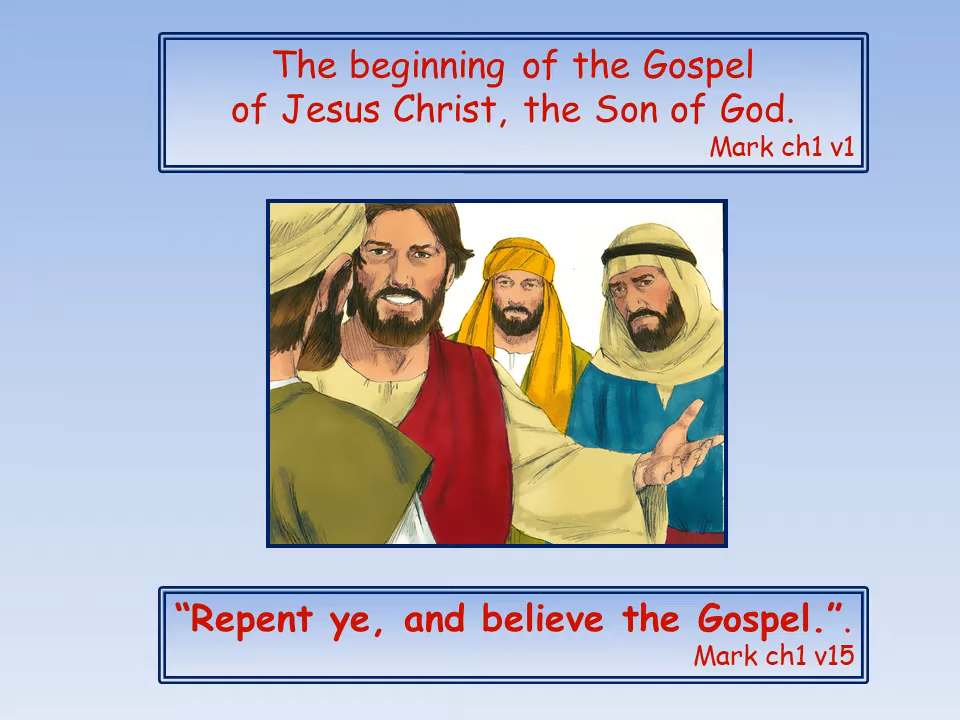 The beginning of the Gospel
of Jesus Christ, the Son of God.
Mark ch1 v1
“Repent ye, and believe the Gospel.”.
Mark ch1 v15